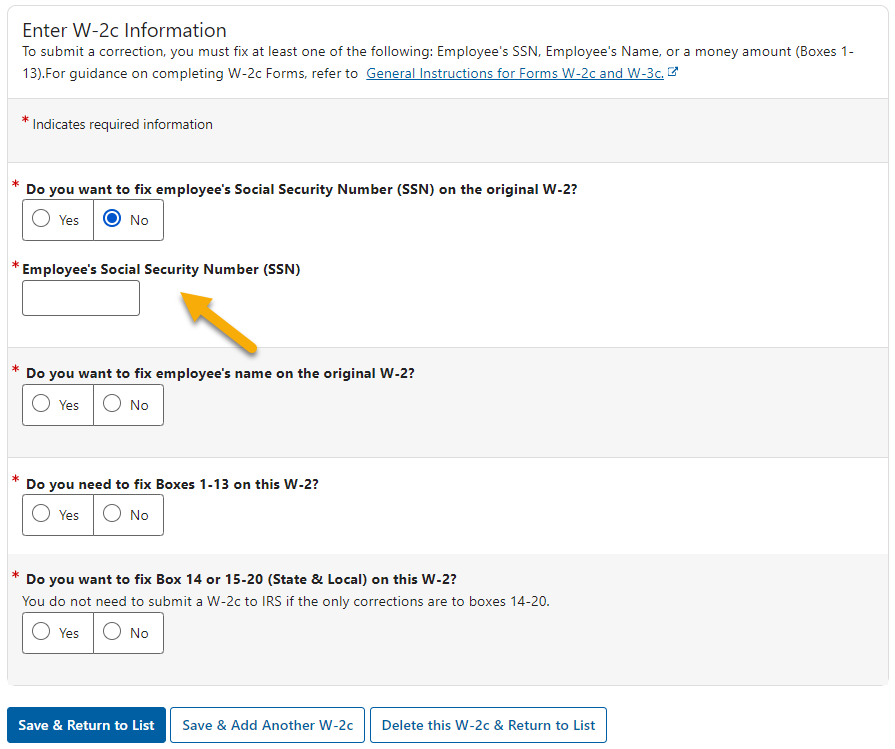 Enter W-2c Information
To submit a correction, you must fix at least one of the following: Employee's SSN, Employee's Name, or a money amount (Boxes 1-
13).For guidance on completing W-2c Forms, refer to General Instructions for Forms W-2c and W-3c.
* Indicates required information
* Do you want to fix employee's Social Security Number (SSN) on the original W-2?
Yes No
* Employee's Social Security Number (SSN)
* Do you want to fix employee's name on the original W-2?
Yes No
* Do you need to fix Boxes 1-13 on this W-2?
Yes No
* Do you want to fix Box 14 or 15-20 (State & Local) on this W-2?
You do not need to submit a W-2c to IRS if the only corrections are to boxes 14-20.
Yes No
Save & Return to List Save & Add Another W-2c Delete this W-2c & Return to List